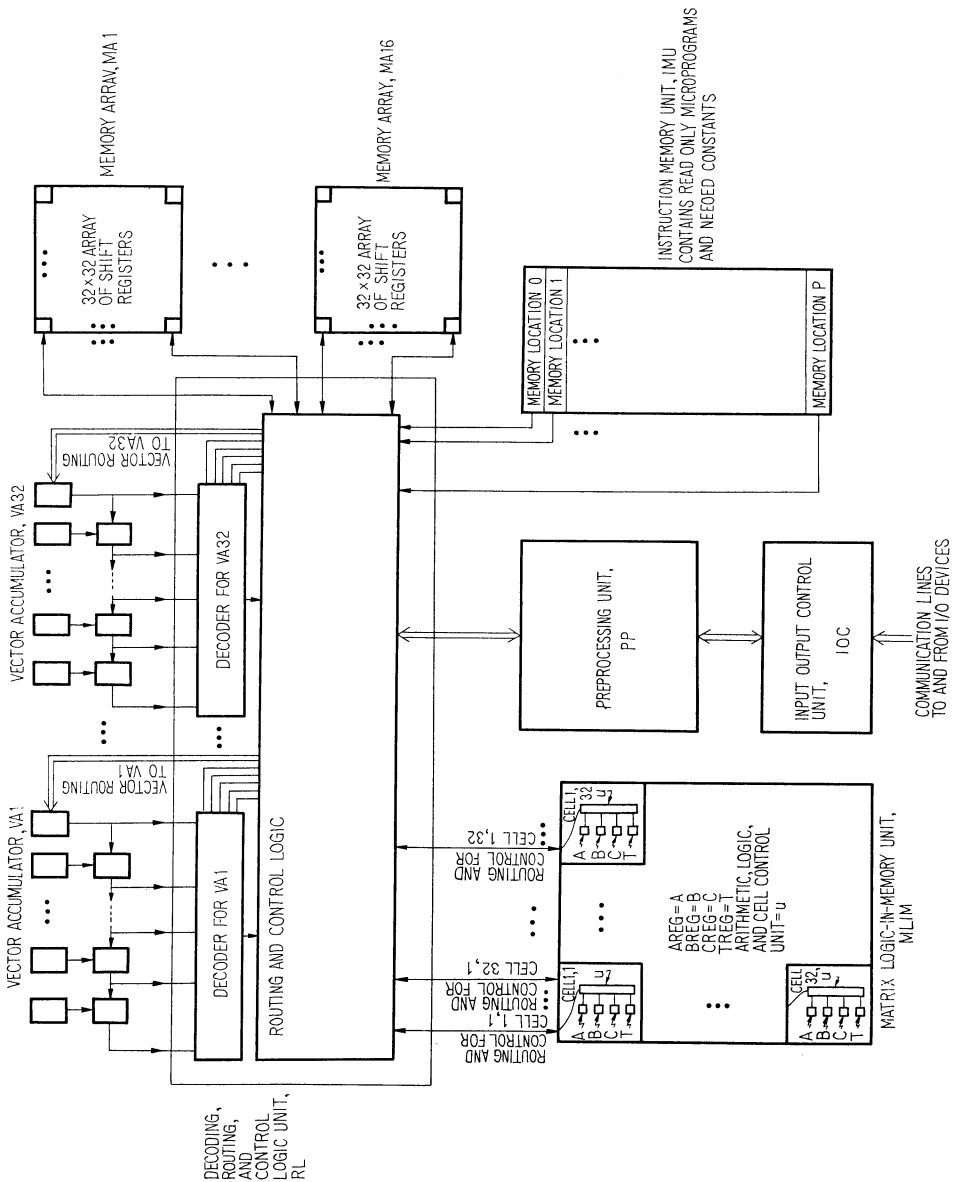 VECTOR ACCUMULATOR, VA1
VECTOR ACCUMULATOR, VA32
VECTOR ROUTING
TO VA1
VECTOR ROUTING
TO VA32
MEMORY ARRAV, MA 1
32 × 32 ARRAY
OF SHIFT
REGISTERS
MEMORY ARRAY, MA16
32 × 32 ARRAY
OF SHIFT
REGISTERS
DECODING,
ROUTING,
AND
CONTROL
LOGIC UNIT,
RL
DECODER FOR VA1
DECODER FOR VA32
ROUTING AND CONTROL LOGIC
ROUTING AND
CONTROL FOR
CELL 1,1
ROUTING AND
CONTROL FOR
CELL 32,1
ROUTING AND
CONTROL FOR
CELL 1,32
CELL1,1
u
A
B
C
T
CELL1,
32
u
A
B
C
T
AREG=A
BREG=B
CREG=C
TREG=T
ARITHMETIC, LOGIC,
AND CELL CONTROL
UNIT=u
CELL
32,
u
A
B
C
T
MATRIX LOGIC-IN-MEMORY UNIT,
MLIM
PREPROCESSING UNIT,
PP
INPUT OUTPUT CONTROL
UNIT,
IOC
COMMUNICATION LINES
TO AND FROM I/O DEVICES
MEMORY LOCATION 0
MEMORY LOCATION 1
MEMORY LOCATION P
INSTRUCTION MEMORY UNIT, IMU
CONTAINS READ ONLY MICROPROGRAMS
AND NEEDED CONSTANTS